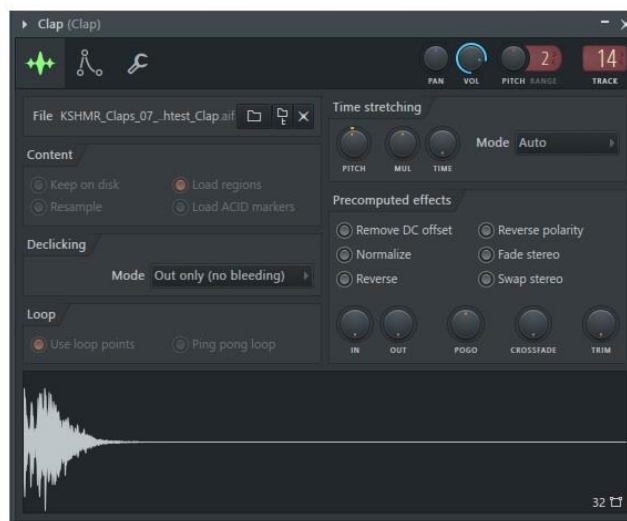 Clap (Clap)
2
14
PAN
VOL
PITCH RANGE
TRACK
File KSHMR_Claps_07_..htest_Clap.aif
Content
Keep on disk
Load regions
Resample
Load ACID markers
Declicking
Mode Out only (no bleeding)
Loop
Use loop points
Ping pong loop
Time stretching
PITCH
MUL
TIME
Mode Auto
Precomputed effects
Remove DC offset
Reverse polarity
Normalize
Fade stereo
Reverse
Swap stereo
IN
OUT
POGO
CROSSFADE
TRIM
32